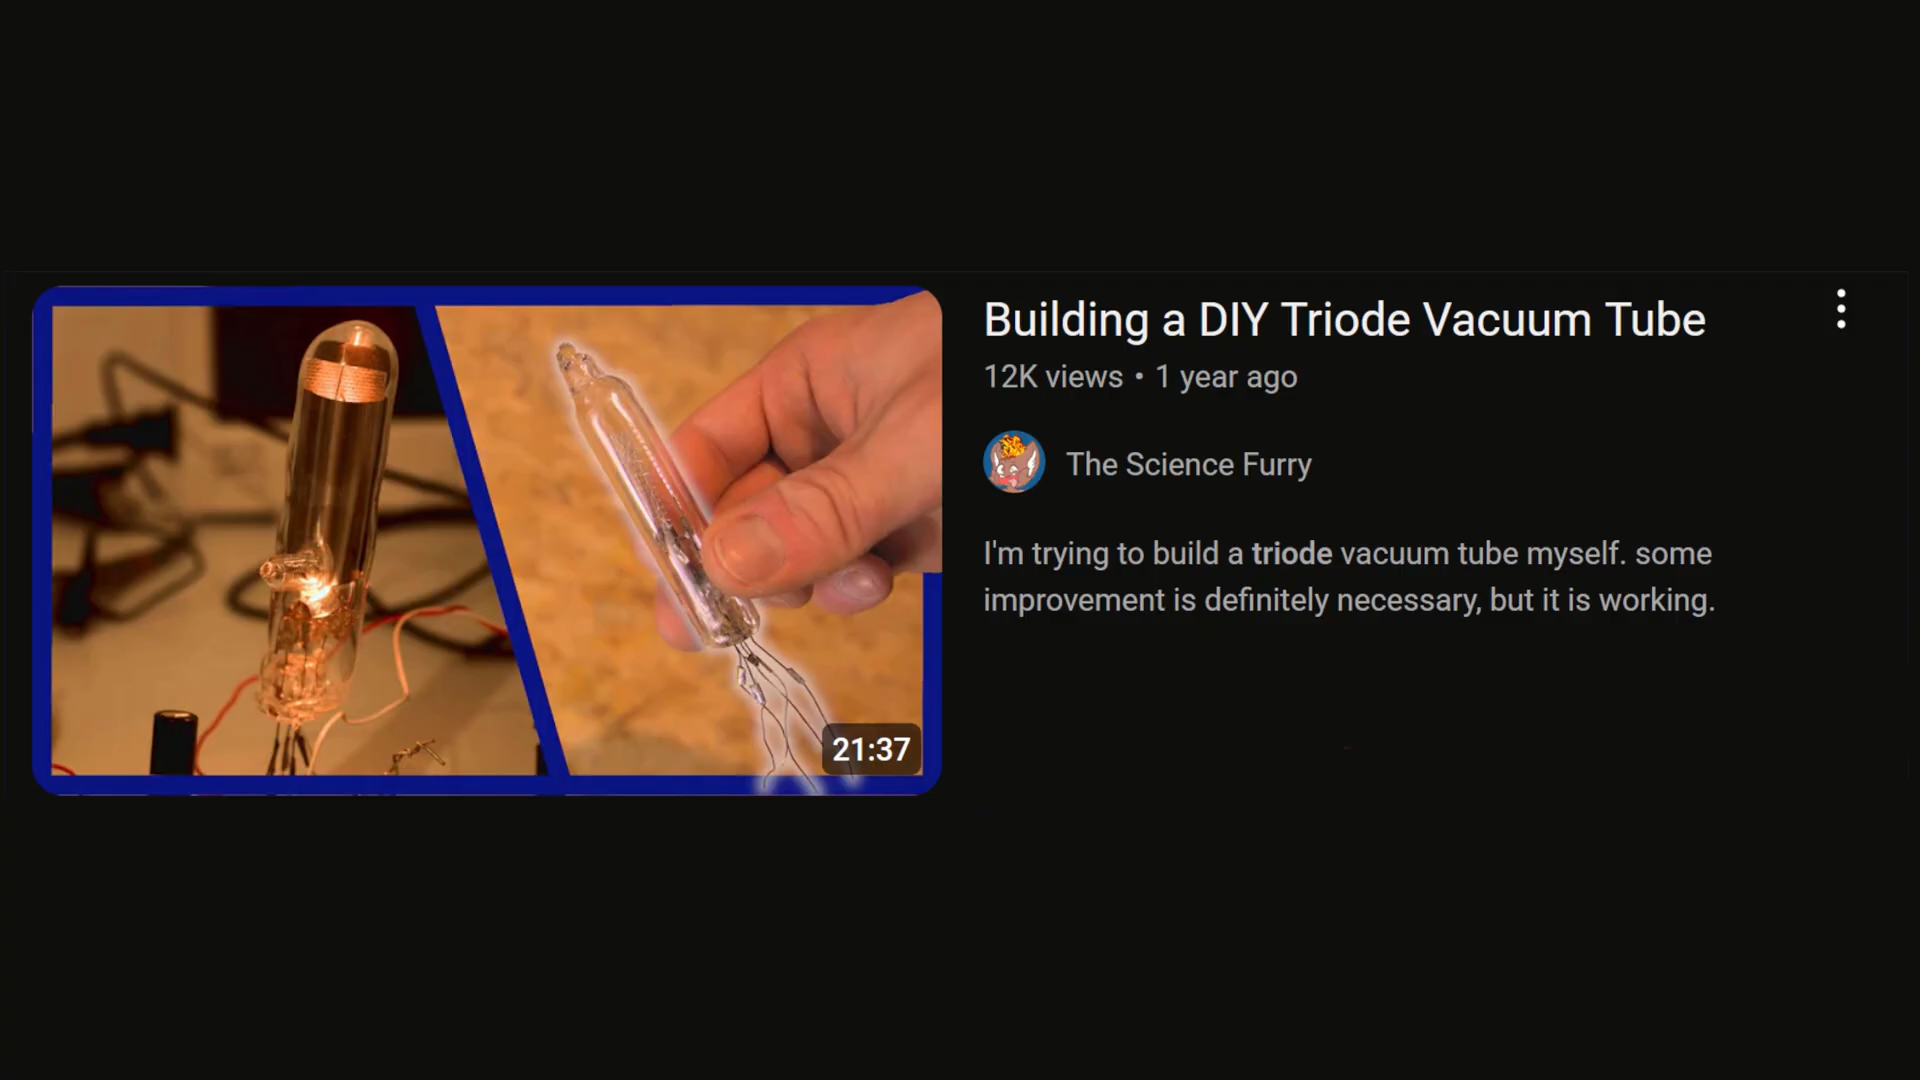 Building a DIY Triode Vacuum Tube
12K views • 1 year ago
The Science Furry
I'm trying to build a triode vacuum tube myself. some
improvement is definitely necessary, but it is working.
21:37